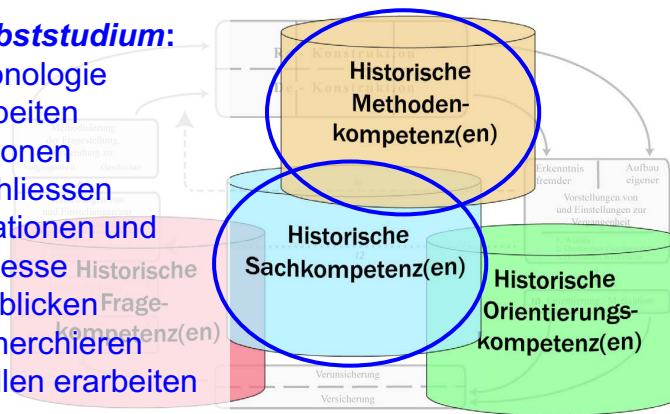 bststudium:
onologie
beiten
ionen
hliessen
ationen und
esse
blicken
herchieren
llen erarbeiten
Konstruktion
De - Konstruktion
Historische
Methoden-
kompetenz(en)
Historische
Sachkompetenz(en)
Historische
Frage-
kompetenz(en)
Historische
Orientierungs-
kompetenz(en)
Erkenntnis
fremder
Aufbau
eigener
Vorstellungen von
und Einstellungen zur
Vergangenheit
Verunsicherung
Versicherung